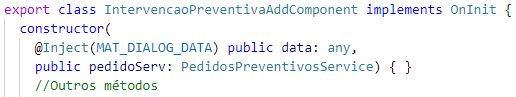 export class IntervencaoPreventivaAddComponent implements OnInit {
constructor(
@Inject(MAT_DIALOG_DATA) public data: any,
public pedidoServ: PedidosPreventivosService) { }
//Outros métodos